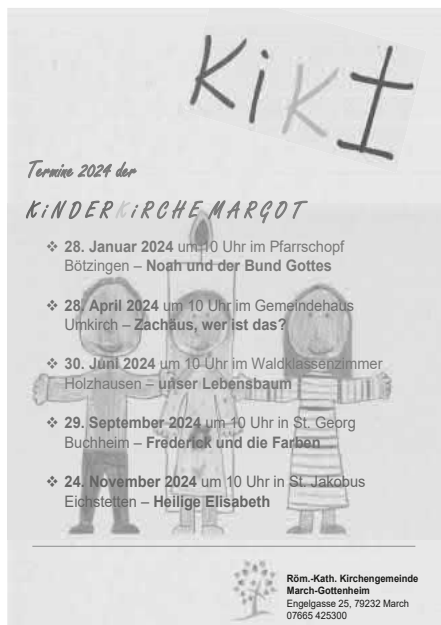 KiKi
Termine 2024 der
KiNDERKiRCHE MARGOT
❖ 28. Januar 2024 um 10 Uhr im Pfarrschopf
Bötzingen – Noah und der Bund Gottes
❖ 28. April 2024 um 10 Uhr im Gemeindehaus
Umkirch – Zachäus, wer ist das?
❖ 30. Juni 2024 um 10 Uhr im Waldklassenzimmer
Holzhausen – unser Lebensbaum
❖ 29. September 2024 um 10 Uhr in St. Georg
Buchheim – Frederick und die Farben
❖ 24. November 2024 um 10 Uhr in St. Jakobus
Eichstetten – Heilige Elisabeth
Röm.-Kath. Kirchengemeinde
March-Gottenheim
Engelgasse 25, 79232 March
07665 425300